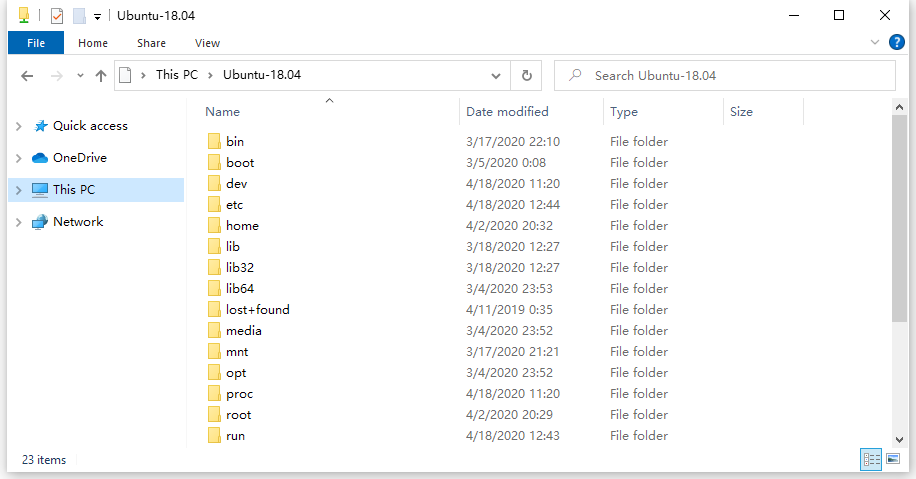 Ubuntu-18.04
File Home Share View
This PC Ubuntu-18.04 Search Ubuntu-18.04
Quick access
OneDrive
This PC
Network
Name Date modified Type Size
bin 3/17/2020 22:10 File folder
boot 3/5/2020 0:08 File folder
dev 4/18/2020 11:20 File folder
etc 4/18/2020 12:44 File folder
home 4/2/2020 20:32 File folder
lib 3/18/2020 12:27 File folder
lib32 3/18/2020 12:27 File folder
lib64 3/4/2020 23:53 File folder
lost+found 4/11/2019 0:35 File folder
media 3/4/2020 23:52 File folder
mnt 3/17/2020 21:21 File folder
opt 3/4/2020 23:52 File folder
proc 4/18/2020 11:20 File folder
root 4/2/2020 20:29 File folder
run 4/18/2020 12:43 File folder
23 items